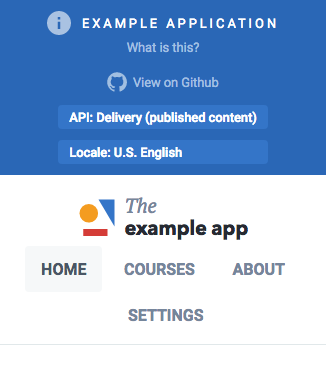 EXAMPLE APPLICATION
What is this?
View on Github
API: Delivery (published content)
Locale: U.S. English
The
example app
HOME COURSES ABOUT
SETTINGS